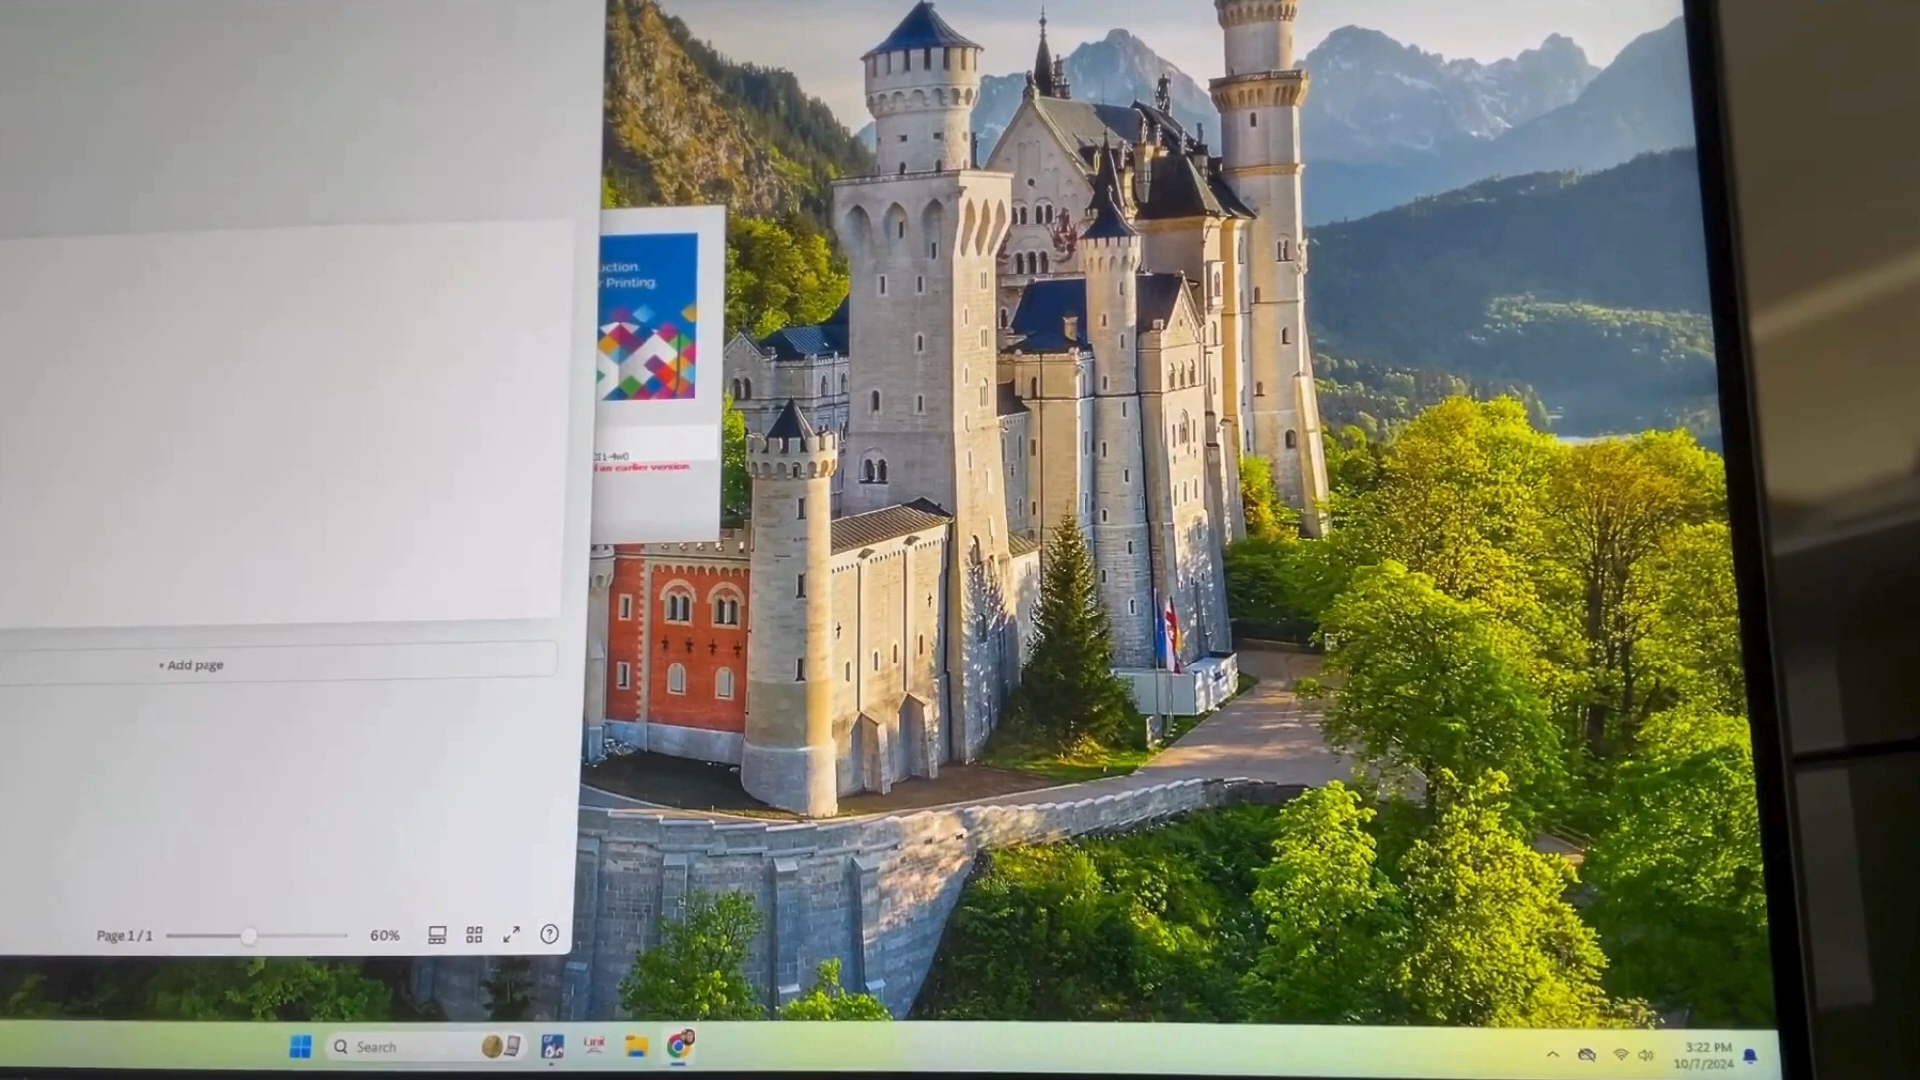 uction.
r Printing.
an earlier version.
+ Add page
Page 1 / 1
60%
Search
3:22 PM
10/7/2024